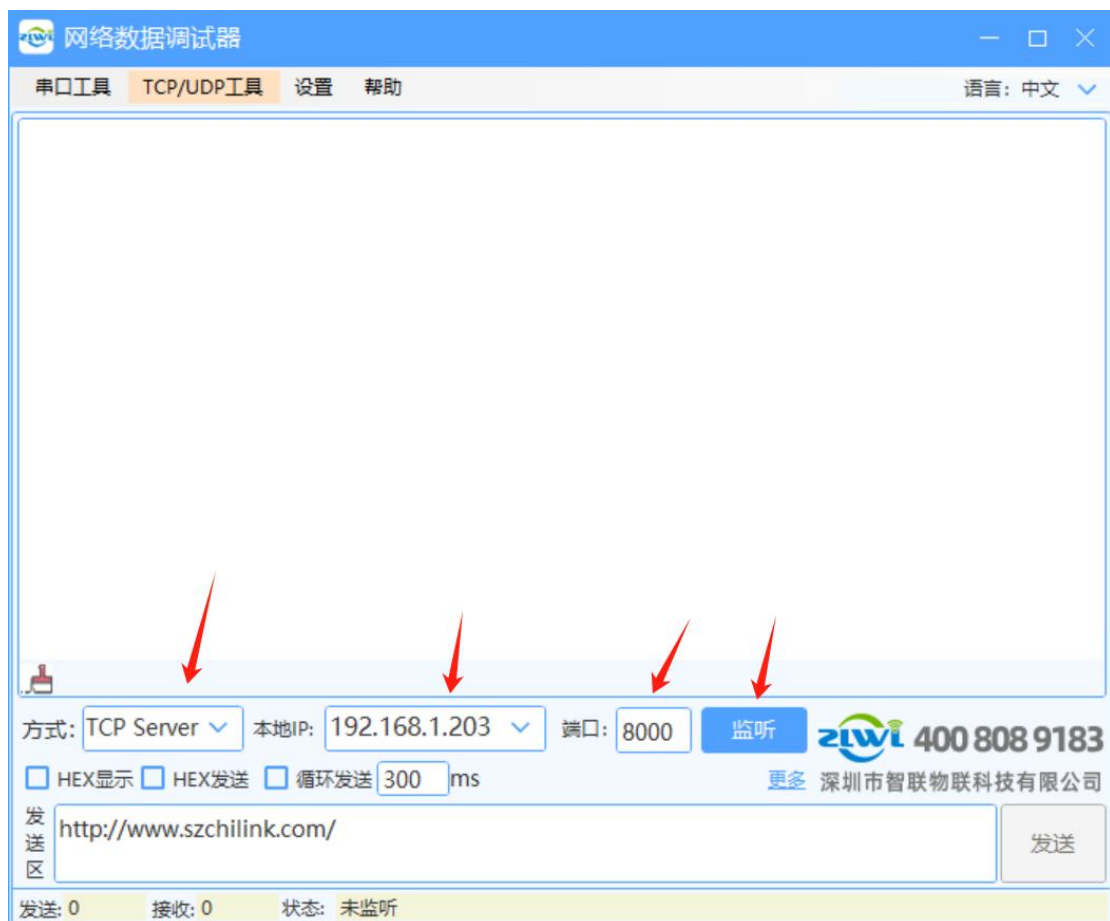 网络数据调试器
串口工具 TCP/UDP工具 设置 帮助 语言: 中文
方式: TCP Server 本地IP: 192.168.1.203 端口: 8000 监听 ziwi 400 808 9183
HEX显示 HEX发送 循环发送 300 ms 更多 深圳市智联物联科技有限公司
发送区 http://www.szchilink.com/ 发送
发送: 0 接收: 0 状态: 未监听